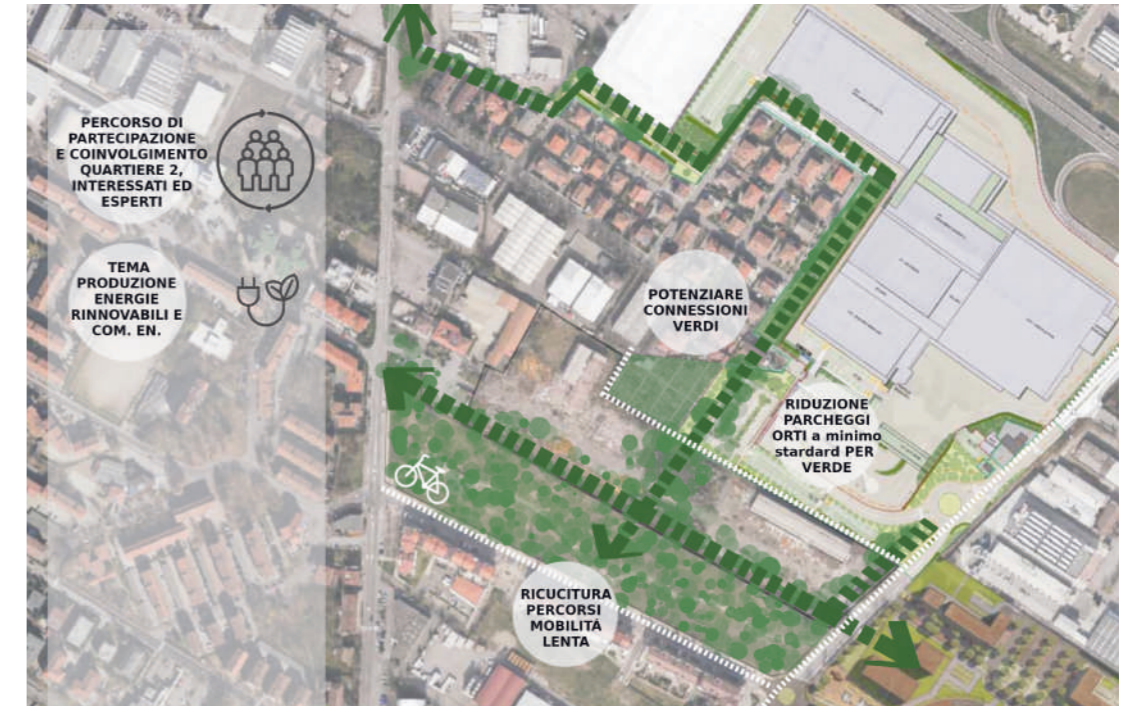 PERCORSO DI
PARTECIPAZIONE
E COINVOLGIMENTO
QUARTIERE 2,
INTERESSATI ED
ESPERTI
TEMA
PRODUZIONE
ENERGIE
RINNOVABILI E
COM. EN.
POTENZIARE
CONNESSIONI
VERDI
RIDUZIONE
PARCHEGGI
ORTI a minimo
stardard PER
VERDE
RICUCITURA
PERCORSI
MOBILITÀ
LENTA